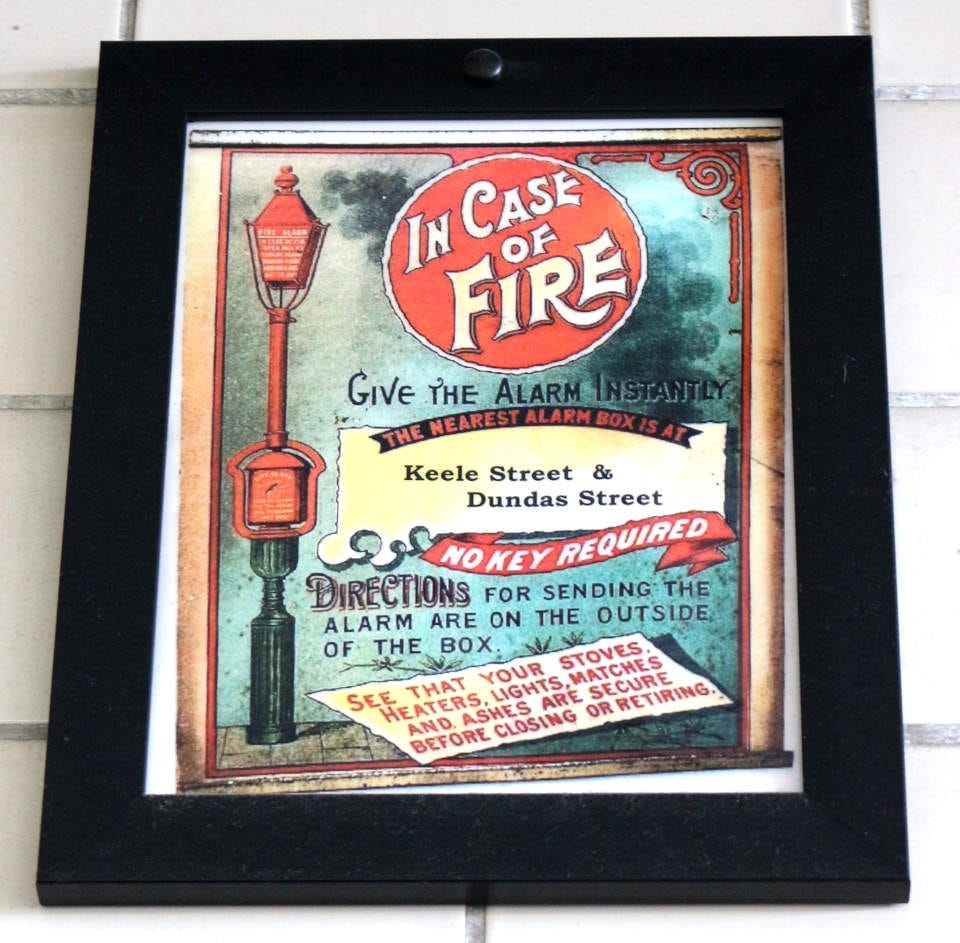 IN CASE
OF
FIRE
GIVE THE ALARM INSTANTLY.
THE NEAREST ALARM BOX IS AT
Keele Street &
Dundas Street
NO KEY REQUIRED
DIRECTIONS FOR SENDING THE
ALARM ARE ON THE OUTSIDE
OF THE BOX.
SEE THAT YOUR STOVES,
HEATERS, LIGHTS, MATCHES
AND ASHES ARE SECURE
BEFORE CLOSING OR RETIRING.
FIRE ALARM